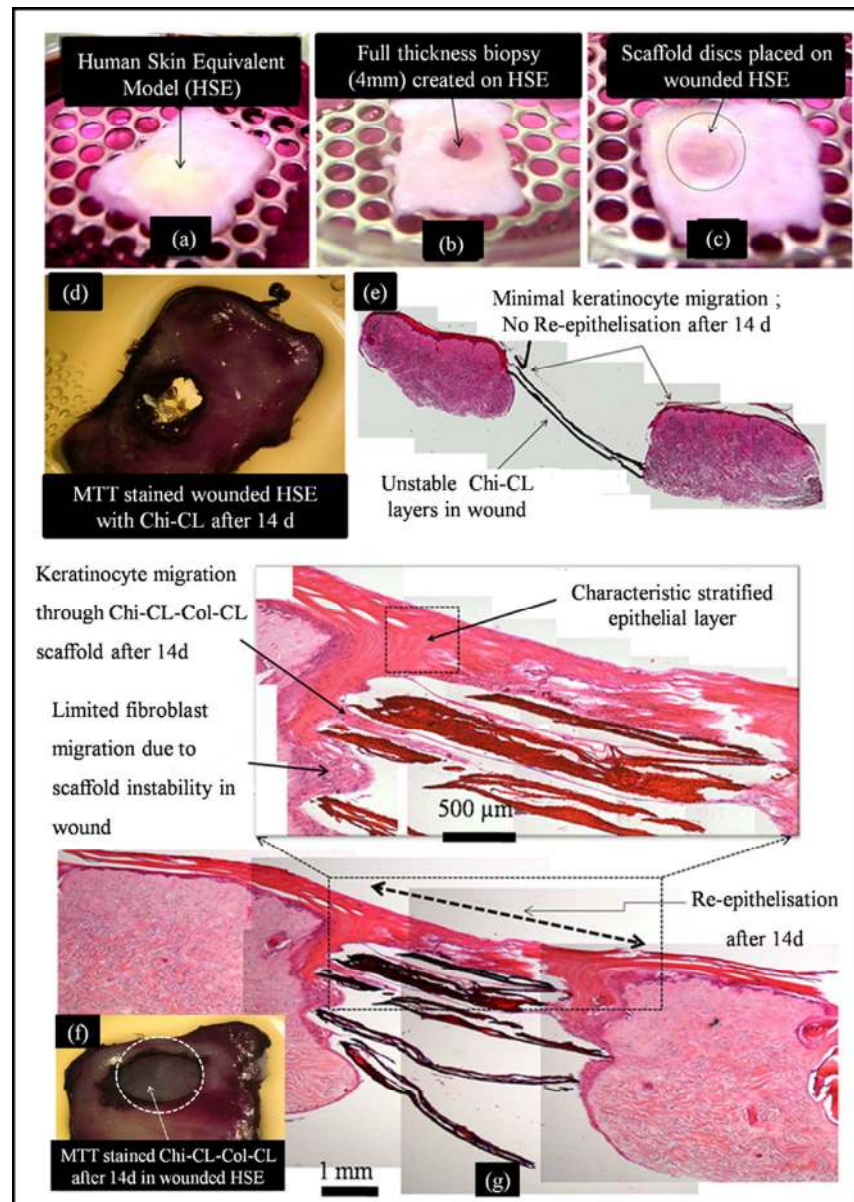 Human Skin Equivalent
Model (HSE)
(a)
Full thickness biopsy
(4mm) created on HSE
(b)
Scaffold discs placed on
wounded HSE
(c)
(d)
MTT stained wounded HSE
with Chi-CL after 14 d
(e)
Minimal keratinocyte migration ;
No Re-epithelisation after 14 d
Unstable Chi-CL
layers in wound
Keratinocyte migration
through Chi-CL-Col-CL
scaffold after 14d
Limited fibroblast
migration due to
scaffold instability in
wound
Characteristic stratified
epithelial layer
500 µm
Re-epithelisation
after 14d
(f)
MTT stained Chi-CL-Col-CL
after 14d in wounded HSE
1 mm
(g)